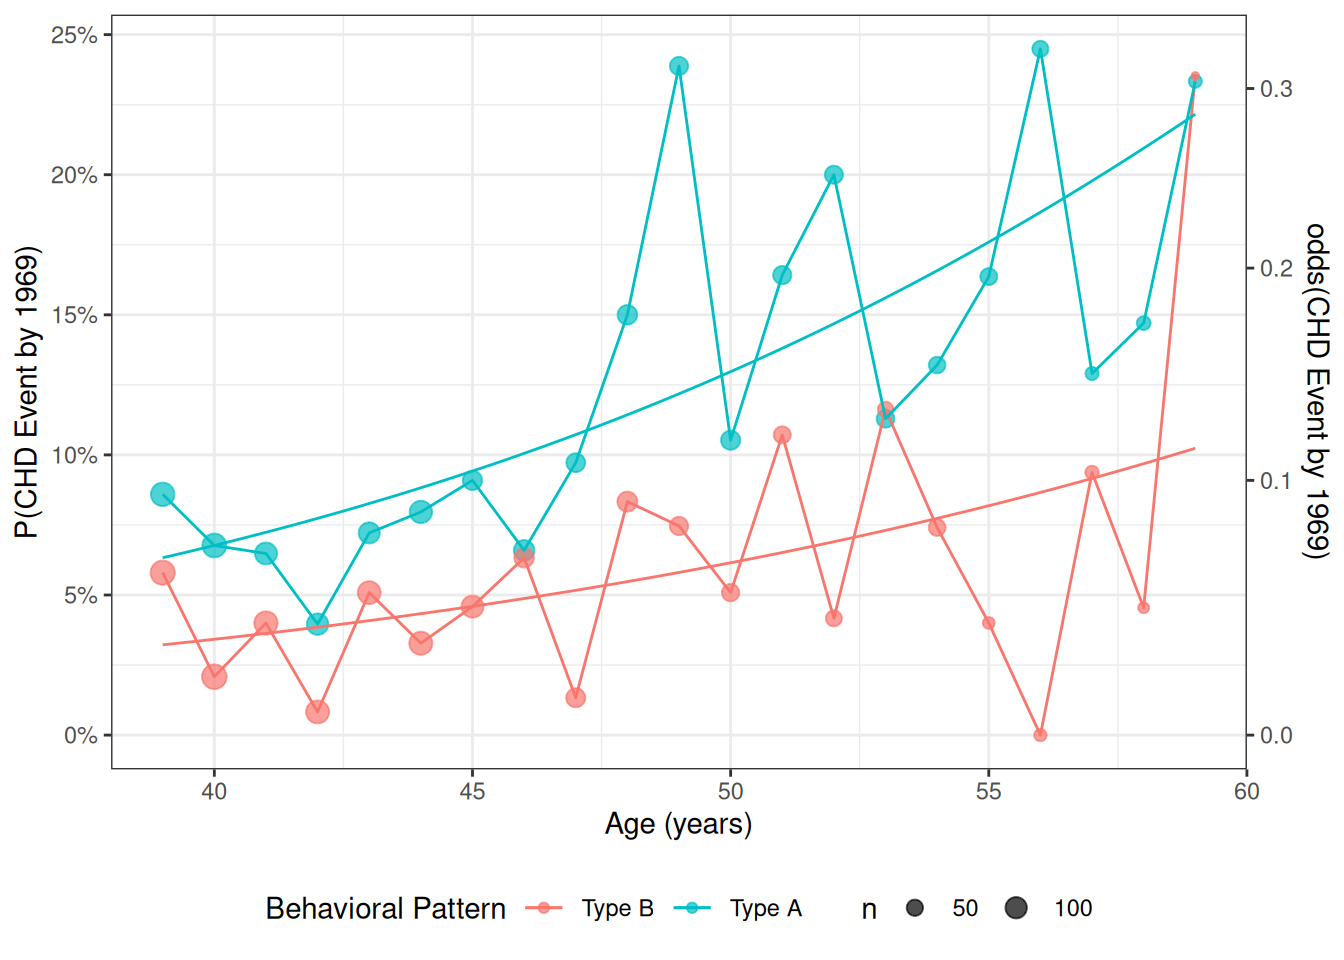 25%
20%
15%
10%
5%
0%
P(CHD Event by 1969)
0.3
0.2
0.1
0.0
odds(CHD Event by 1969)
40 45 50 55 60
Age (years)
Behavioral Pattern Type B Type A n 50 100